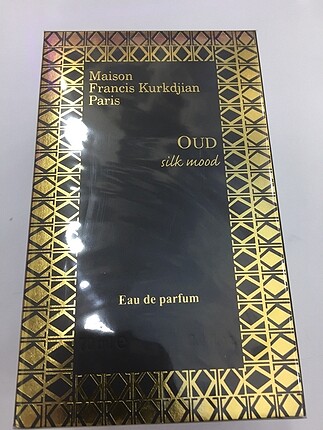 Maison
Francis Kurkdjian
Paris
OUD
silk mood
Eau de parfum